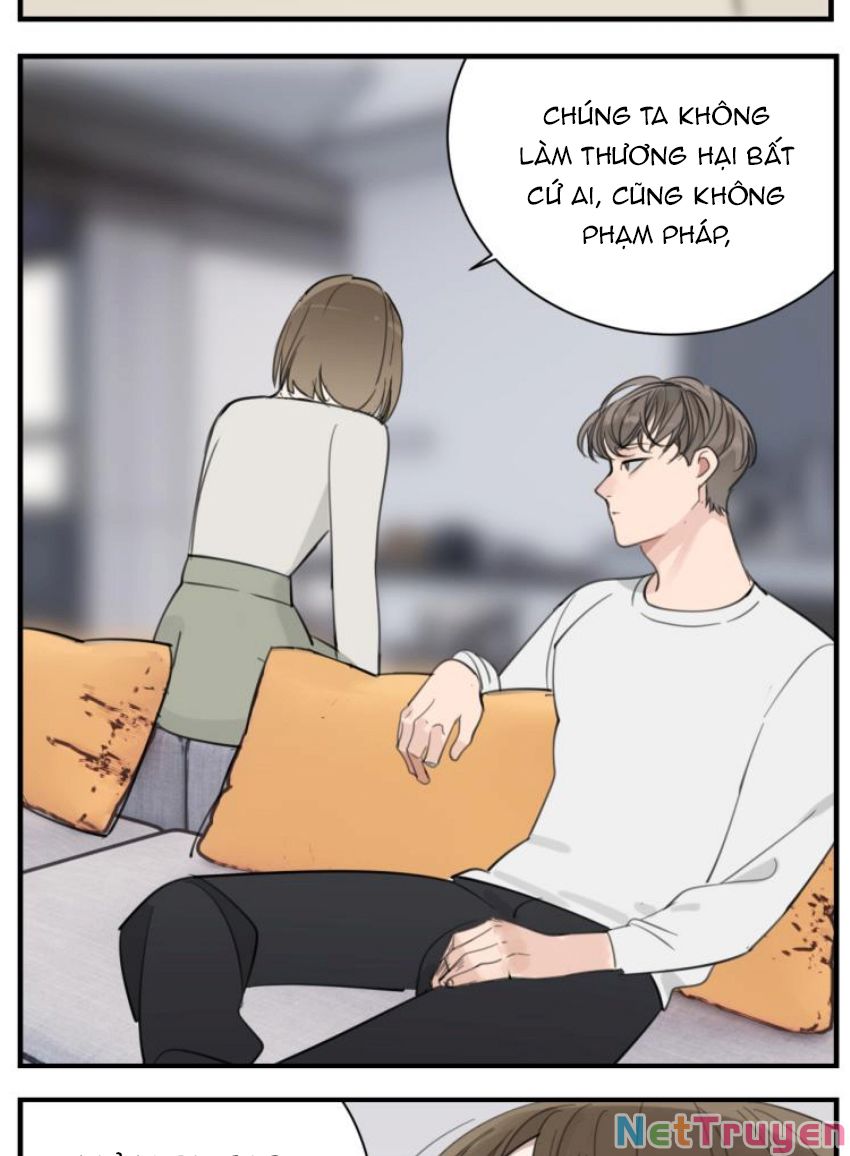 CHÚNG TA KHÔNG
LÀM THƯƠNG HẠI BẤT
CỨ AI, CŨNG KHÔNG
PHẠM PHÁP,
NETTRUYEN